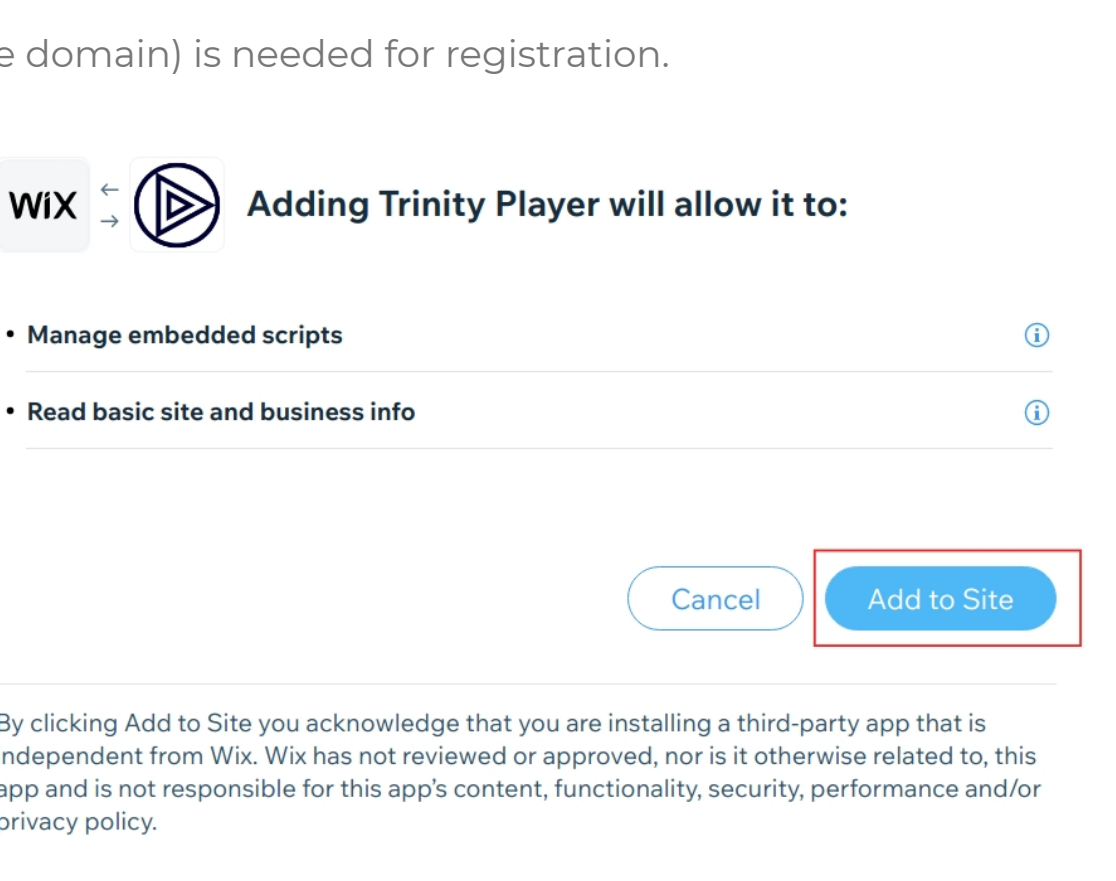 e domain) is needed for registration.
WiX
Adding Trinity Player will allow it to:
• Manage embedded scripts
• Read basic site and business info
Cancel
Add to Site
By clicking Add to Site you acknowledge that you are installing a third-party app that is
independent from Wix. Wix has not reviewed or approved, nor is it otherwise related to, this
app and is not responsible for this app's content, functionality, security, performance and/or
privacy policy.